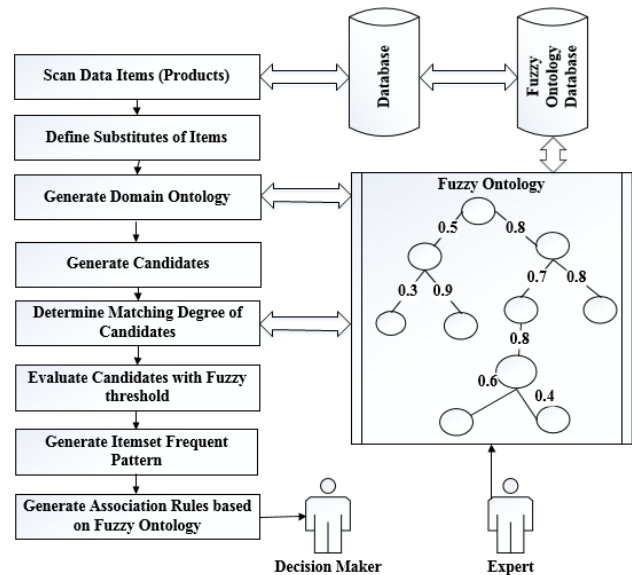 Scan Data Items (Products)
Define Substitutes of Items
Generate Domain Ontology
Generate Candidates
Determine Matching Degree of
Candidates
Evaluate Candidates with Fuzzy
threshold
Generate Itemset Frequent
Pattern
Generate Association Rules based
on Fuzzy Ontology
Database
Fuzzy
Ontology
Database
Fuzzy Ontology
0.5
0.8
0.3
0.9
0.7
0.8
0.8
0.6
0.4
Decision Maker
Expert